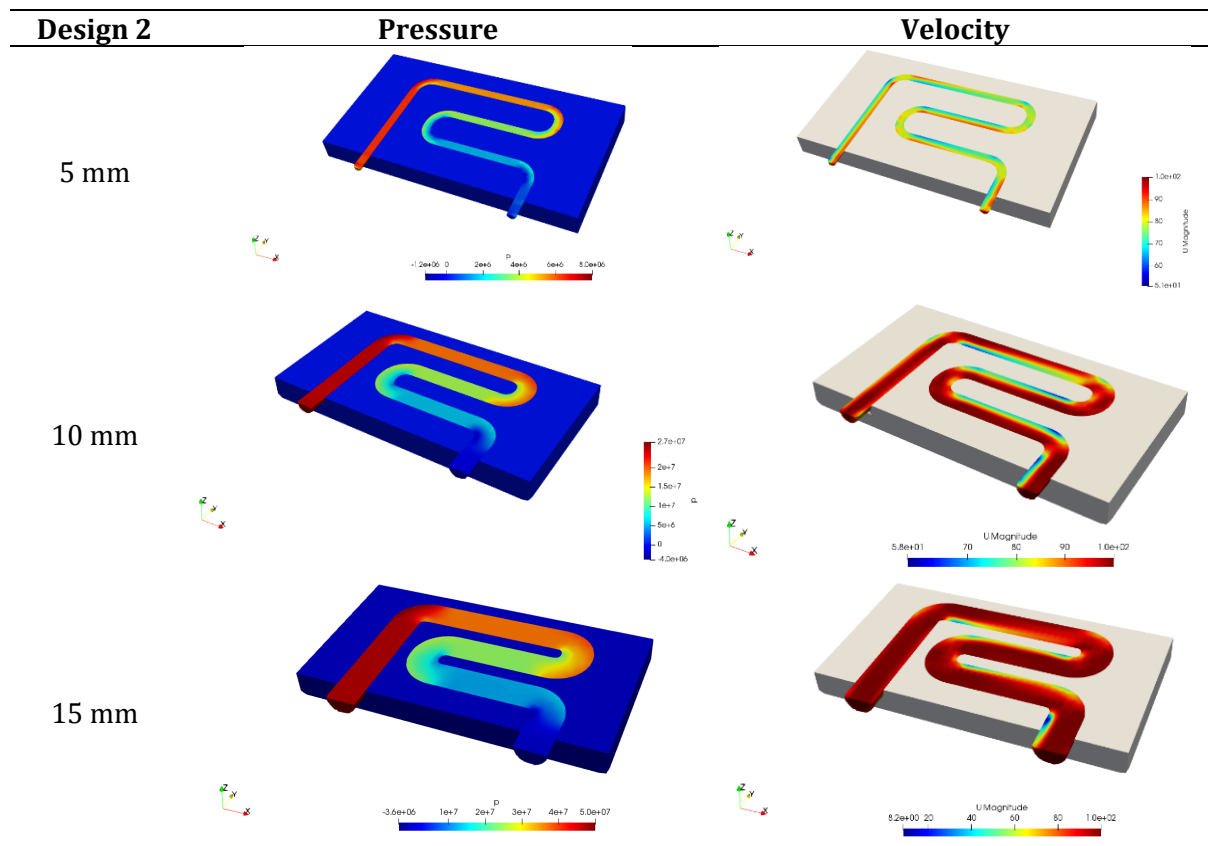 Design 2 Pressure Velocity
5 mm
Z Y
X
p
-1.2e+06 0 2e+6 4e+6 6e+6 8.0e+06
Z Y
X
1.0e+02
90
80
70
60
5.1e+01
U Magnitude
10 mm
Z Y
X
2.7e+07
2e+7
1.5e+7
1e+7
5e+6
0
-4.0e+06
p
Z Y
X
U Magnitude
5.8e+01 70 80 90 1.0e+02
15 mm
Z Y
X
p
-3.6e+06 1e+7 2e+7 3e+7 4e+7 5.0e+07
Z Y
X
U Magnitude
8.2e+00 20 40 60 80 1.0e+02